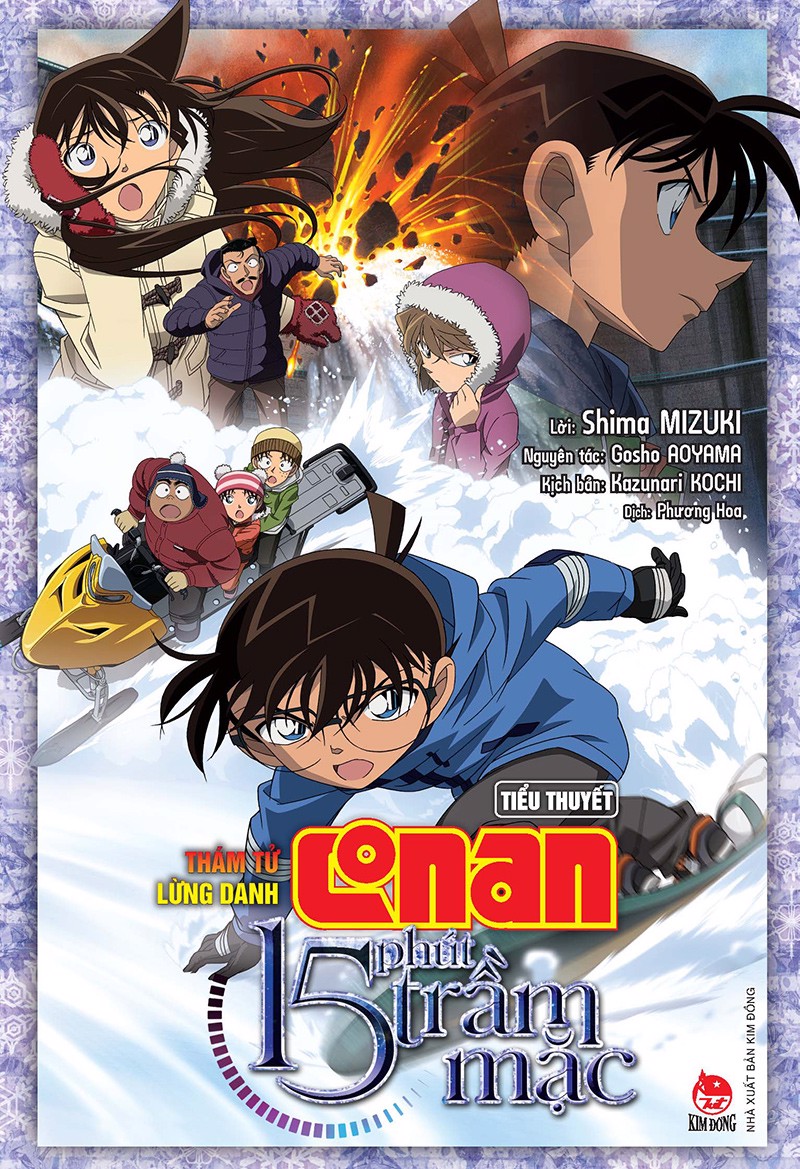 Lời: Shima MIZUKI
Nguyên tác: Gosho AOYAMA
Kịch bản: Kazunari KOCHI
Dịch: Phương Hoa
TIỂU THUYẾT
THÁM TỬ
LỪNG DANH
conan
15 phút
trầm
mặc
KIM ĐỒNG
NHÀ XUẤT BẢN KIM ĐỒNG